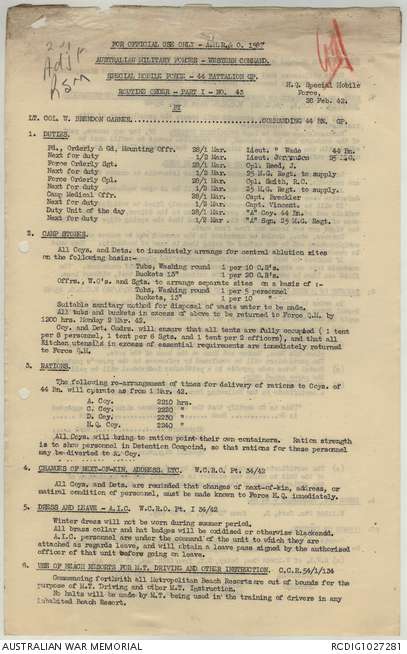 FOR OFFICIAL USE ONLY - A.M.R.& O. 1587
AUSTRALIAN MILITARY FORCES - WESTERN COMMAND.
SPECIAL MOBILE FORCE - 44 BATTALION GP.
ROUTINE ORDER - PART I - NO. 43
H.Q. Special Mobile
Force,
28 Feb. 42.
BY
LT. COL. W. BRENDON GARNER....................COMMANDING 44 BN. GP.
1. DUTIES.
Fd., Orderly & Gd. Mounting Offr. 28/1 Mar. Lieut. " Wade 44 Bn.
Next for duty 1/2 Mar. Lieut. 25 M.G.
Force Orderly Sgt. 28/1 Mar. Cpl. Reed, J.
Next for duty 1/2 Mar. 25 M.G. Regt. to supply
Force Orderly Cpl. 28/1 Mar. Cpl. Smith, R.C.
Next for duty 1/2 Mar. 25 M.G. Regt. to supply.
Camp Medical Offr. 28/1 Mar. Capt. Breckler
Next for duty 1/2 Mar. Capt. Vincent.
Duty Unit of the day 28/1 Mar. "A" Coy. 44 Bn.
Next for duty 1/2 Mar. "A" Sqn. 25 M.G. Regt.
2. CAMP STORES.
All Coys. and Dets. to immediately arrange for central ablution sites
on the following basis:-
Tubs, Washing round 1 per 10 O.R's.
Buckets 13" 1 per 20 O.R's.
Offrs., W.O's. and Sgts. to arrange separate sites on a basis of :-
Tubs, Washing round 1 per 5 personnel
Buckets, 13" 1 per 10 "
Suitable sanitary method for disposal of waste water to be made.
All tubs and buckets in excess of above to be returned to Force Q.M. by
1200 hrs. Monday 2 Mar. 42.
Coy. and Det. Comdrs. will ensure that all tents are fully occupied ( 1 tent
per 8 personnel, 1 tent per 6 Sgts. and 1 tent per 2 officers), and that all
Kitchen utensils in excess of essential requirements are immediately returned
to Force Q.M.
3. RATIONS.
The following re-arrangement of times for delivery of rations to Coys. of
44 Bn. will operate as from 1 Mar. 42.
A. Coy. 2210 hrs.
C. Coy. 2220 "
D. Coy. 2230 "
H.Q. Coy. 2240 "
All Coys. will bring to ration point their own containers. Ration strength
is to show personnel in Detention Compound, so that rations for these personnel
may be diverted to Coy.
4. CHANGES OF NEXT-OF-KIN, ADDRESS, ETC. W.C.R.O. Pt. 34/42
All Coys. and Dets. are reminded that changes of next-of-kin, address, or
matirial condition of personnel, must be made known to Force H.Q. immediately.
5. DRESS AND LEAVE - A.I.C. W.C.R.O. Pt. I 34/42
Winter dress will not be worn during summer period.
All brass collar and hat badges will be oxidised or otherwise blackened.
A.I.C. personnel are under the command of the unit to which they are
attached as regards leave, and will obtain a leave pass signed by the authorised
officer of that unit before going on leave.
6. USE OF BEACH RESORTS FOR M.T. DRIVING AND OTHER INSTRUCTION. C.C.R.54/1/134
Commencing forthwith all Metropolitan Beach Resorts are out of bounds for the
purpose of M.T. Driving and other M.T. Instruction.
No halts will be made by M.T. being used in the training of drivers in any
inhabited Beach Resort.
AUSTRALIAN WAR MEMORIAL
RCDIG1027281